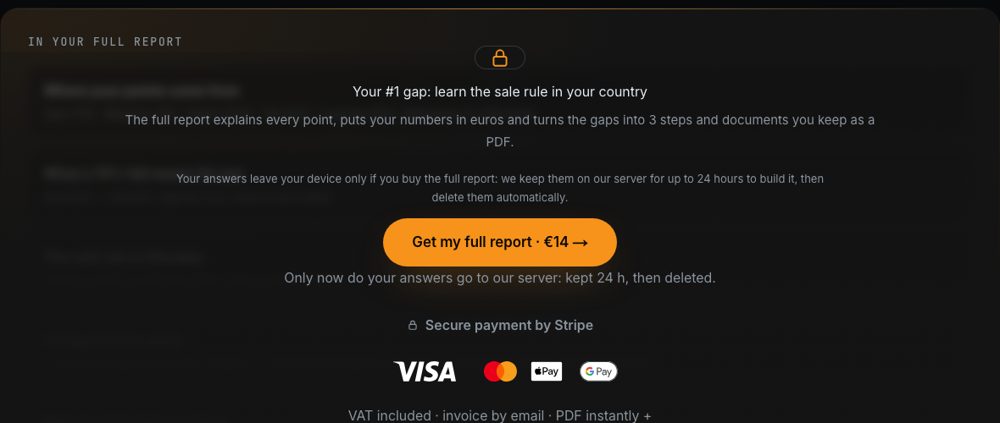 IN YOUR FULL REPORT
Your #1 gap: learn the sale rule in your country
The full report explains every point, puts your numbers in euros and turns the gaps into 3 steps and documents you keep as a
PDF.
Your answers leave your device only if you buy the full report: we keep them on our server for up to 24 hours to build it, then
delete them automatically.
Get my full report · €14 →
Only now do your answers go to our server: kept 24 h, then deleted.
Secure payment by Stripe
VISA Pay G Pay
VAT included · invoice by email · PDF instantly +